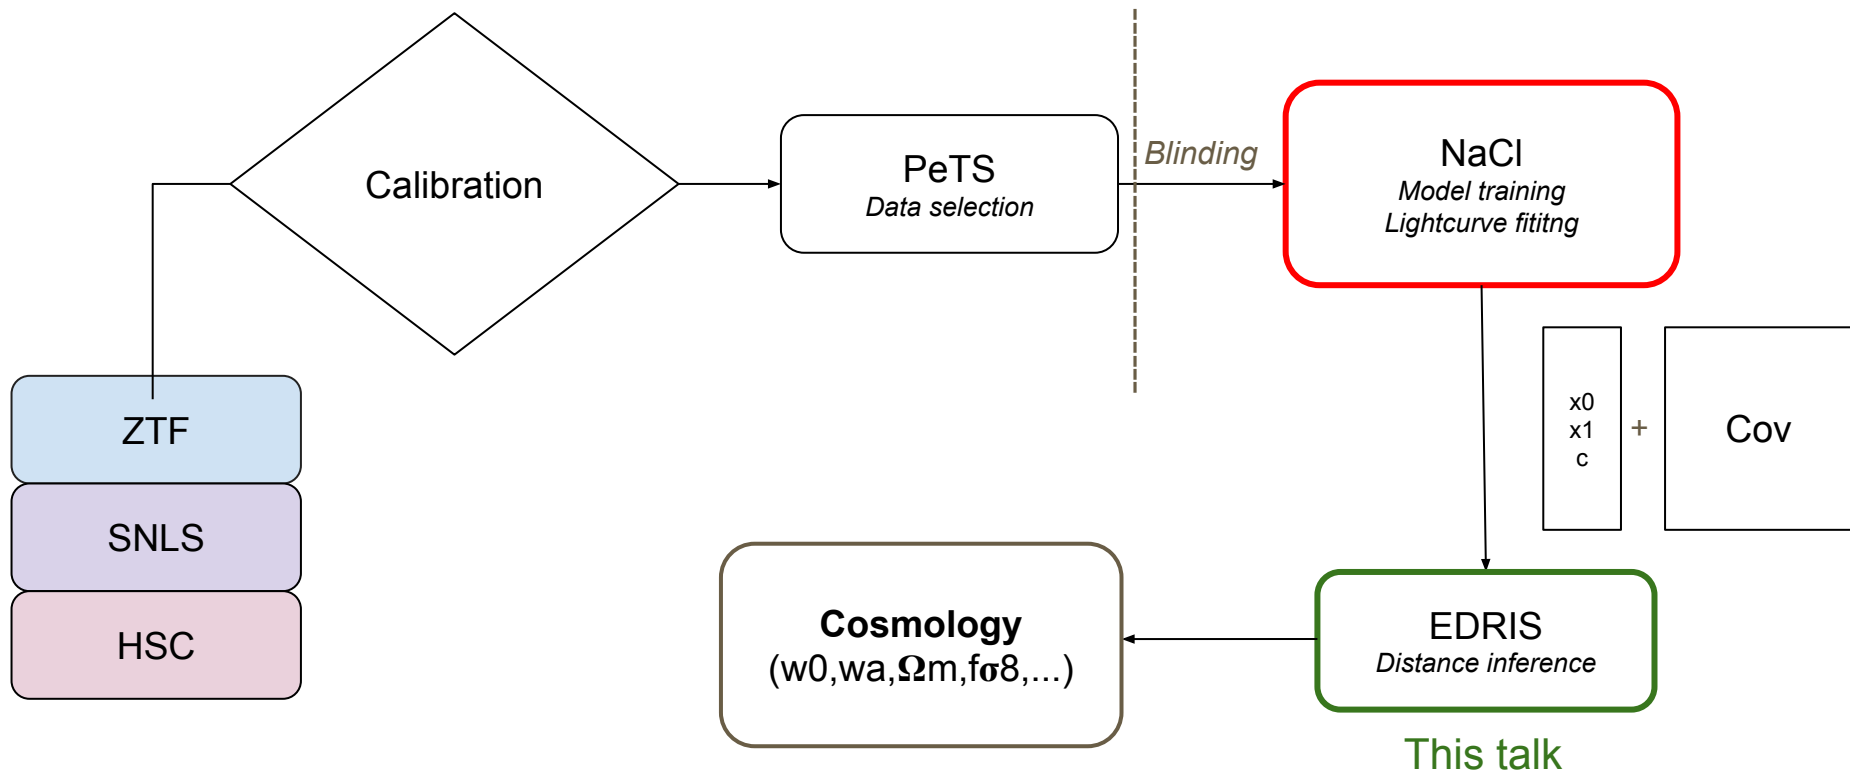 Calibration
PeTS
Data selection
Blinding
NaCl
Model training
Lightcurve fititng
ZTF
SNLS
HSC
x0
x1
c
+
Cov
Cosmology
(w0,wa,Ωm,fσ8,...)
EDRIS
Distance inference
This talk